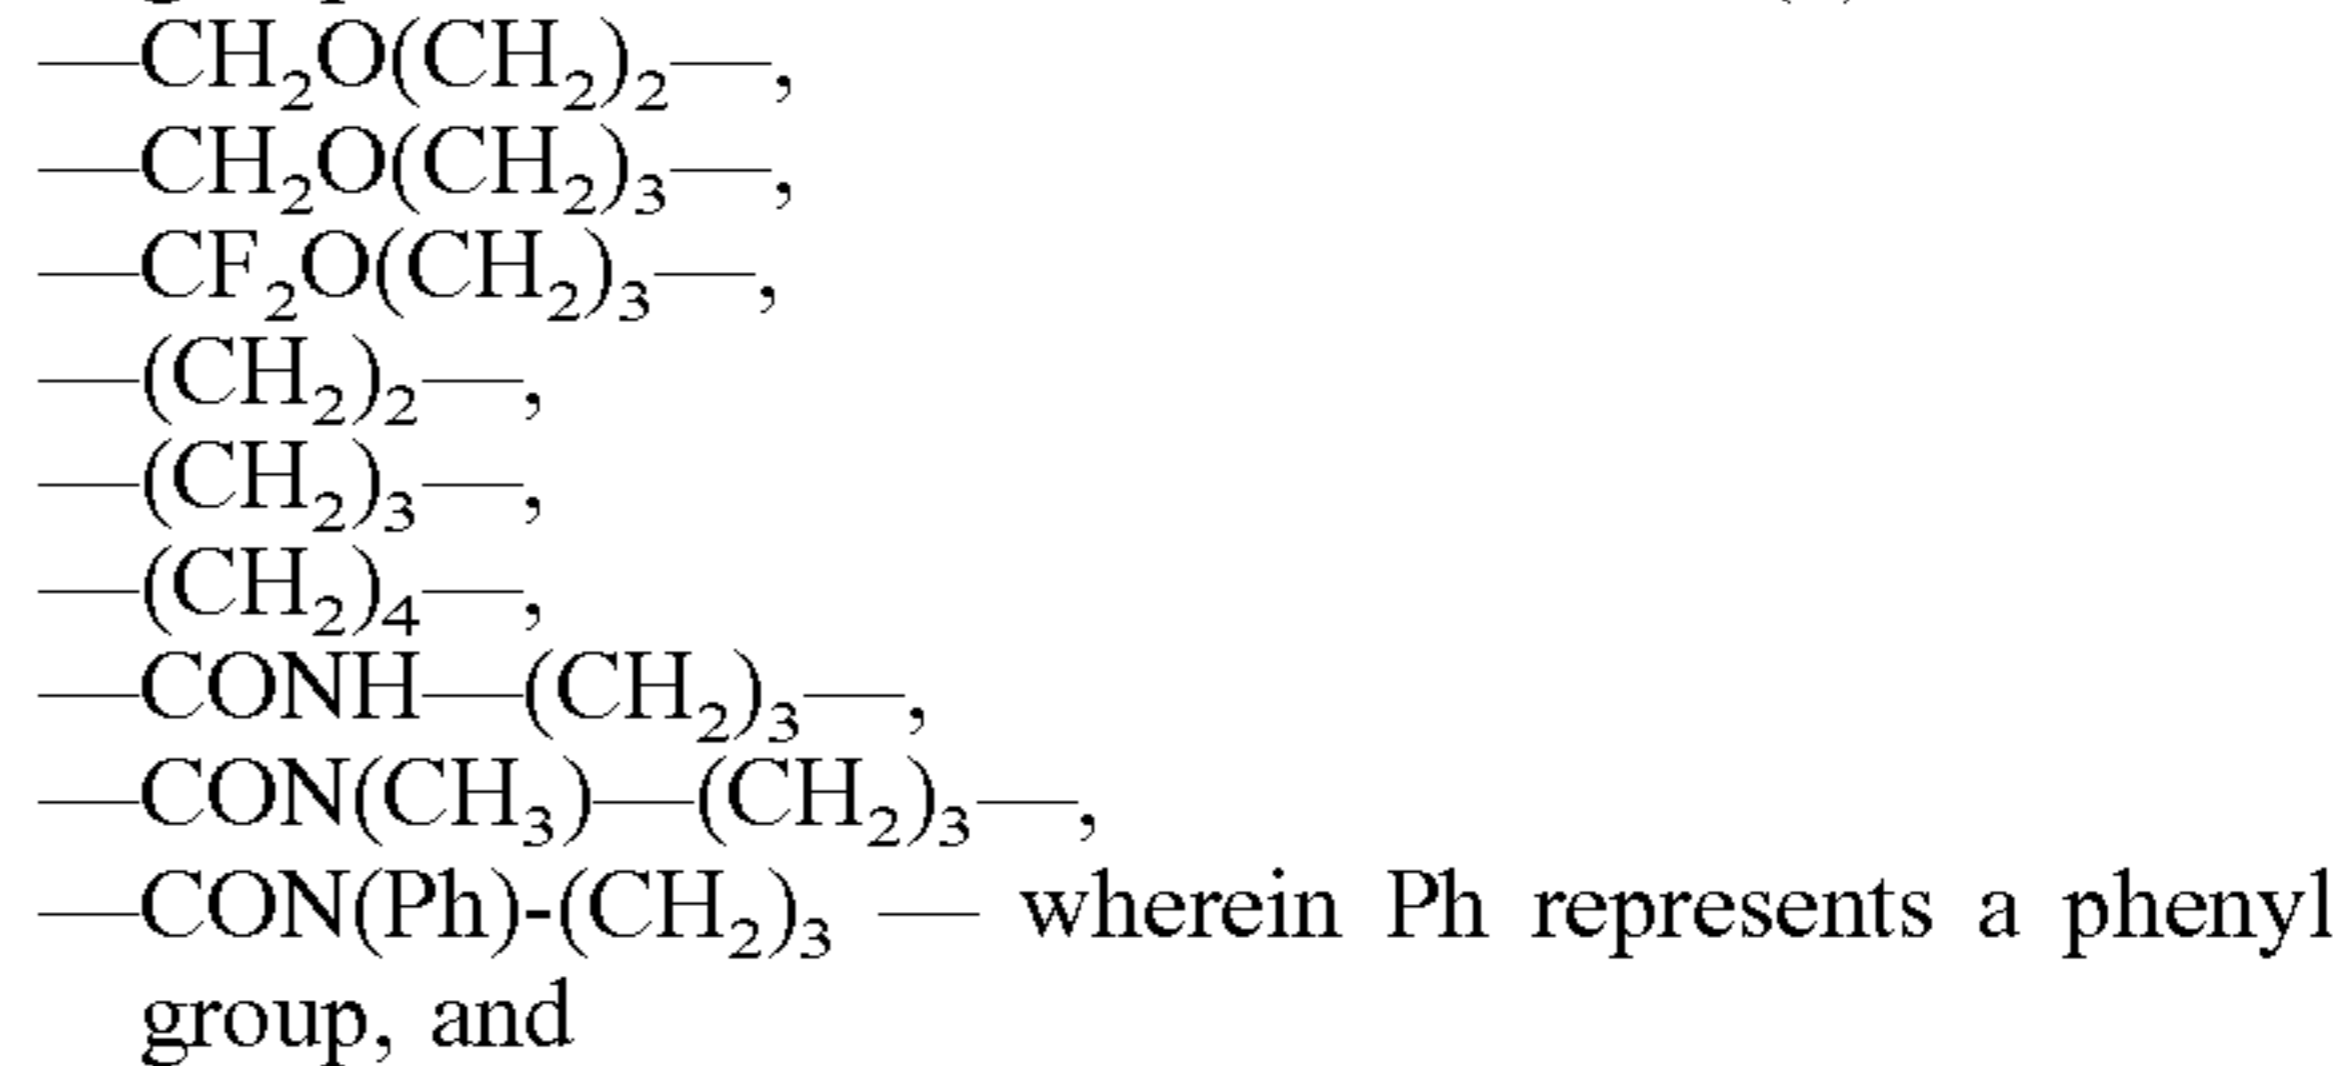 —CH₂O(CH₂)₂—,
—CH₂O(CH₂)₃—,
—CF₂O(CH₂)₃—,
—(CH₂)₂—,
—(CH₂)₃—,
—(CH₂)₄—,
—CONH—(CH₂)₃—,
—CON(CH₃)—(CH₂)₃—,
—CON(Ph)-(CH₂)₃ — wherein Ph represents a phenyl
group, and